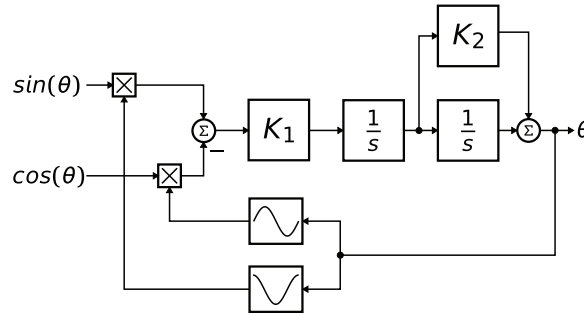 K₂
sin(θ)
Σ
K₁
1/s
1/s
Σ
θ
−
cos(θ)